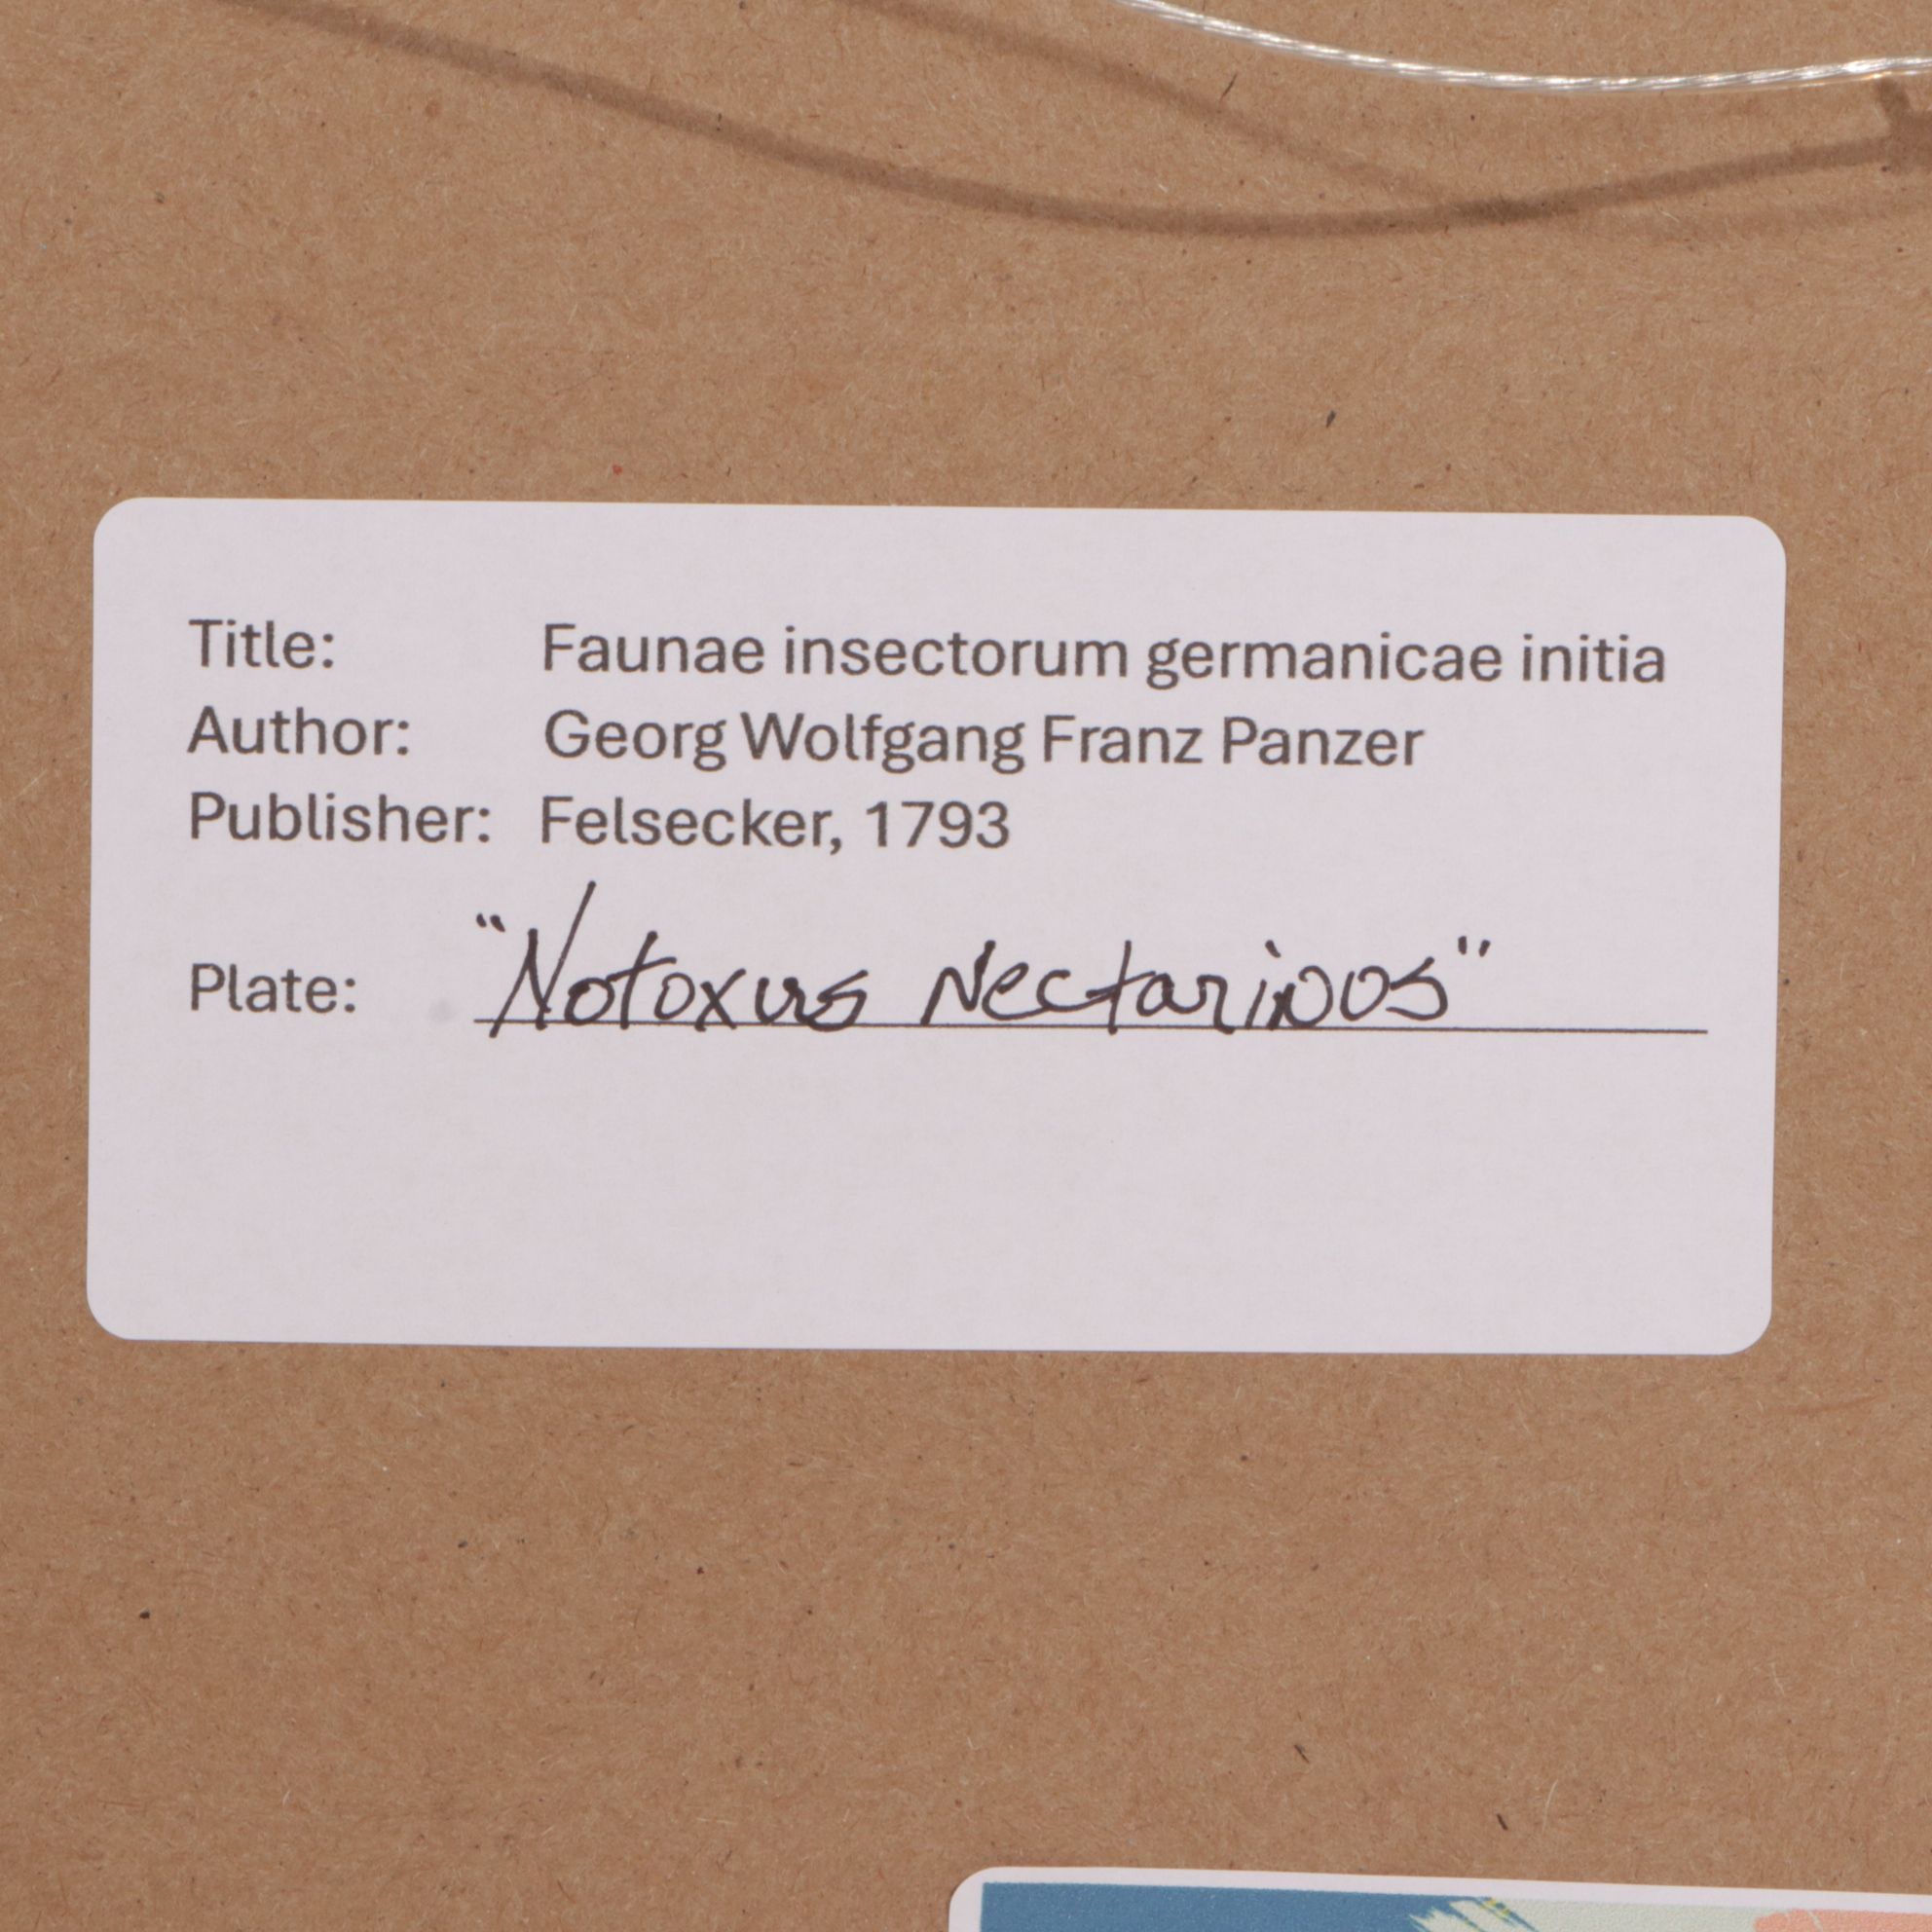 Title: Faunae insectorum germanicae initia
Author: Georg Wolfgang Franz Panzer
Publisher: Felsecker, 1793
Plate: "Notoxus Nectarinos"